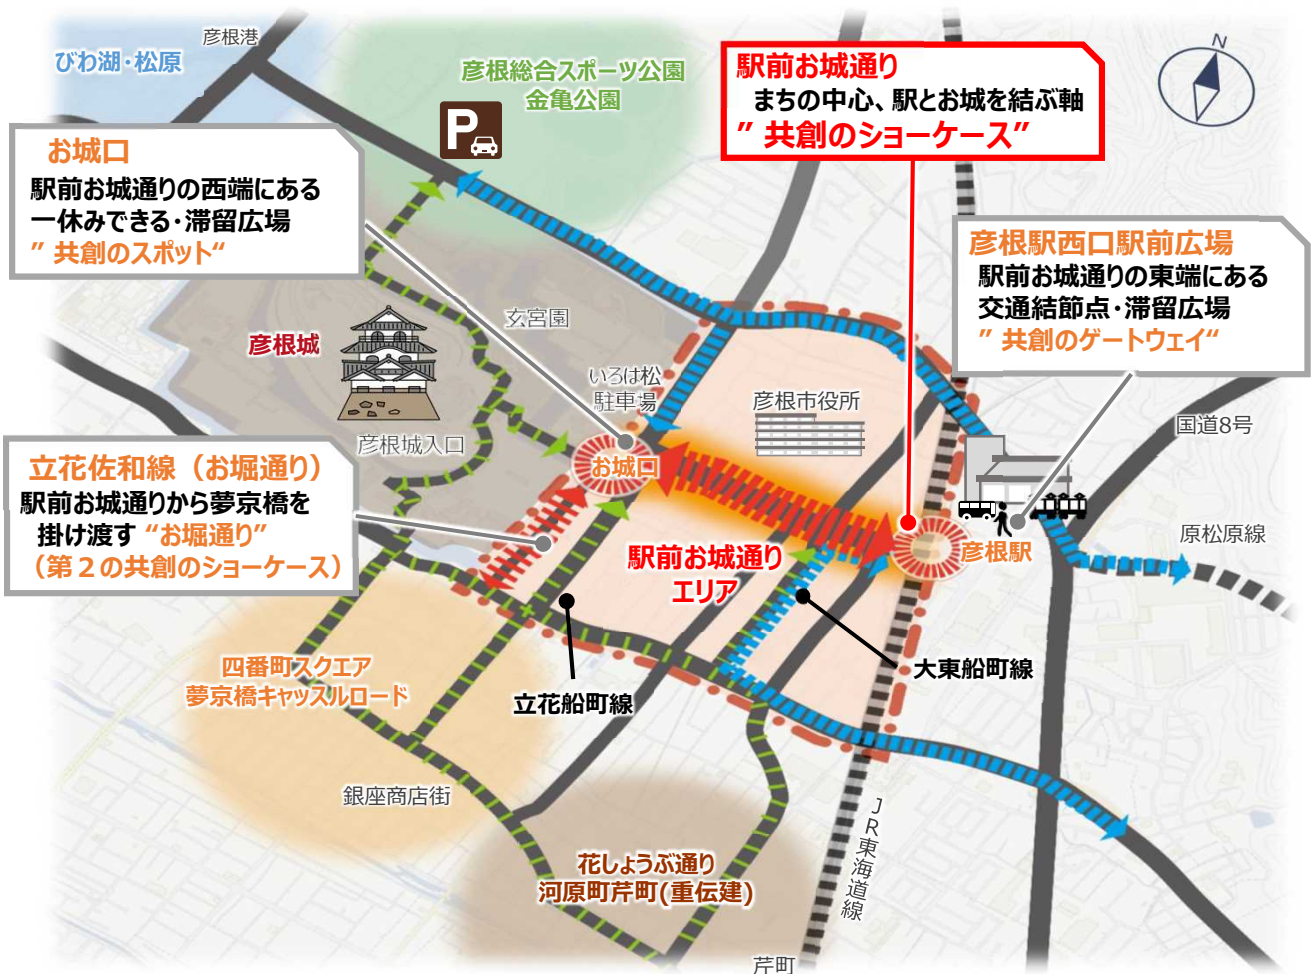 彦根港
びわ湖・松原
彦根総合スポーツ公園
金亀公園
P
駅前お城通り
まちの中心、駅とお城を結ぶ軸
”共創のショーケース”
N
お城口
駅前お城通りの西端にある
一休みできる・滞留広場
”共創のスポット“
彦根駅西口駅前広場
駅前お城通りの東端にある
交通結節点・滞留広場
”共創のゲートウェイ“
玄宮園
彦根城
いろは松
駐車場
彦根市役所
国道8号
彦根城入口
お城口
立花佐和線（お堀通り）
駅前お城通りから夢京橋を
掛け渡す “お堀通り”
（第２の共創のショーケース）
原松原線
彦根駅
駅前お城通り
エリア
四番町スクエア
夢京橋キャッスルロード
立花船町線
大東船町線
銀座商店街
JR東海道線
花しょうぶ通り
河原町芹町(重伝建)
芹町